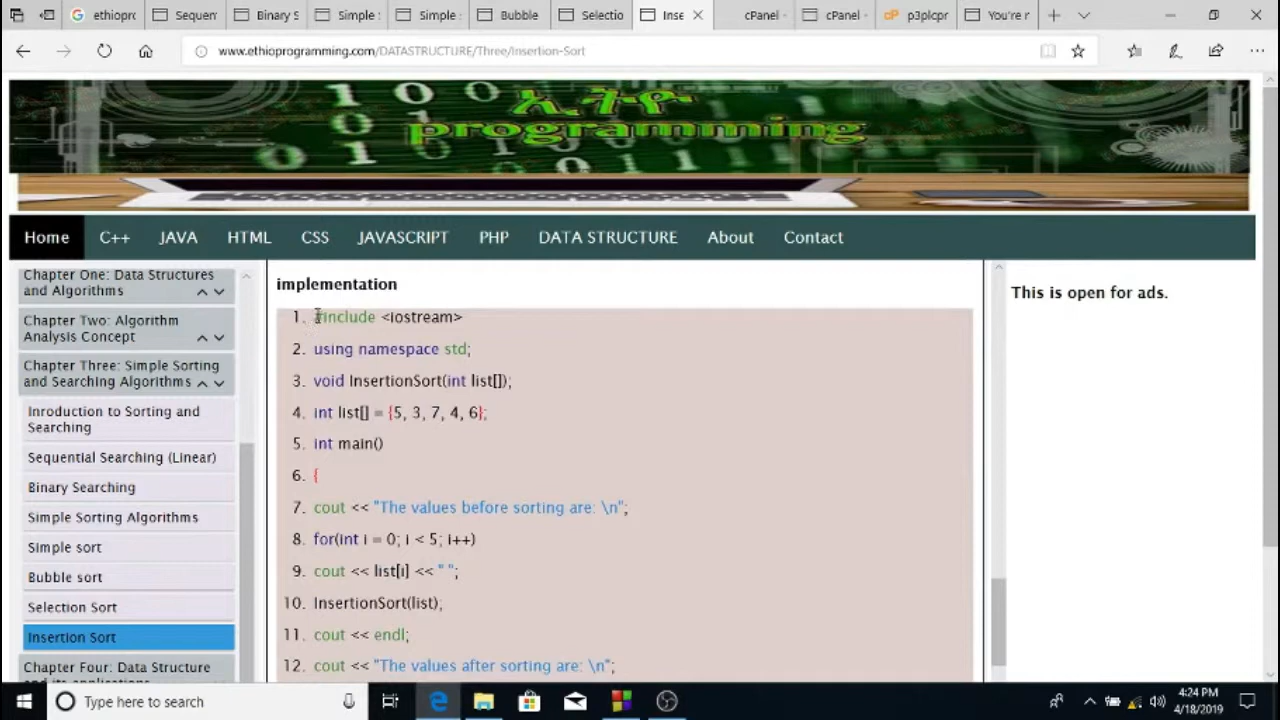 ethiopr
Sequen
Binary S
Simple
Simple
Bubble
Selectio
Inse
cPanel
cPanel
p3plcpr
You're r
www.ethioprogramming.com/DATASTRUCTURE/Three/Insertion-Sort
ኢትዮ
programming
Home
C++
JAVA
HTML
CSS
JAVASCRIPT
PHP
DATA STRUCTURE
About
Contact
Chapter One: Data Structures
and Algorithms
Chapter Two: Algorithm
Analysis Concept
Chapter Three: Simple Sorting
and Searching Algorithms
Inroduction to Sorting and
Searching
Sequential Searching (Linear)
Binary Searching
Simple Sorting Algorithms
Simple sort
Bubble sort
Selection Sort
Insertion Sort
Chapter Four: Data Structure
implementation
1. #include <iostream>
2. using namespace std;
3. void InsertionSort(int list[]);
4. int list[] = {5, 3, 7, 4, 6};
5. int main()
6. {
7. cout << "The values before sorting are: \n";
8. for(int i = 0; i < 5; i++)
9. cout << list[i] << " ";
10. InsertionSort(list);
11. cout << endl;
12. cout << "The values after sorting are: \n";
This is open for ads.
Type here to search
4:24 PM
4/18/2019